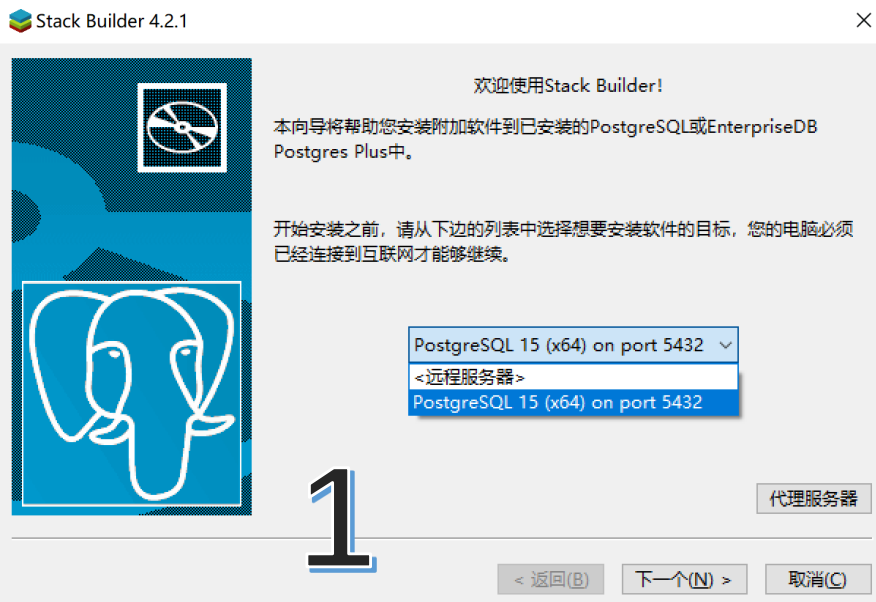 Stack Builder 4.2.1
欢迎使用Stack Builder!
本向导将帮助您安装附加软件到已安装的PostgreSQL或EnterpriseDB
Postgres Plus中。
开始安装之前，请从下边的列表中选择想要安装软件的目标，您的电脑必须
已经连接到互联网才能够继续。
PostgreSQL 15 (x64) on port 5432
<远程服务器>
PostgreSQL 15 (x64) on port 5432
代理服务器
1
< 返回(B)
下一个(N) >
取消(C)